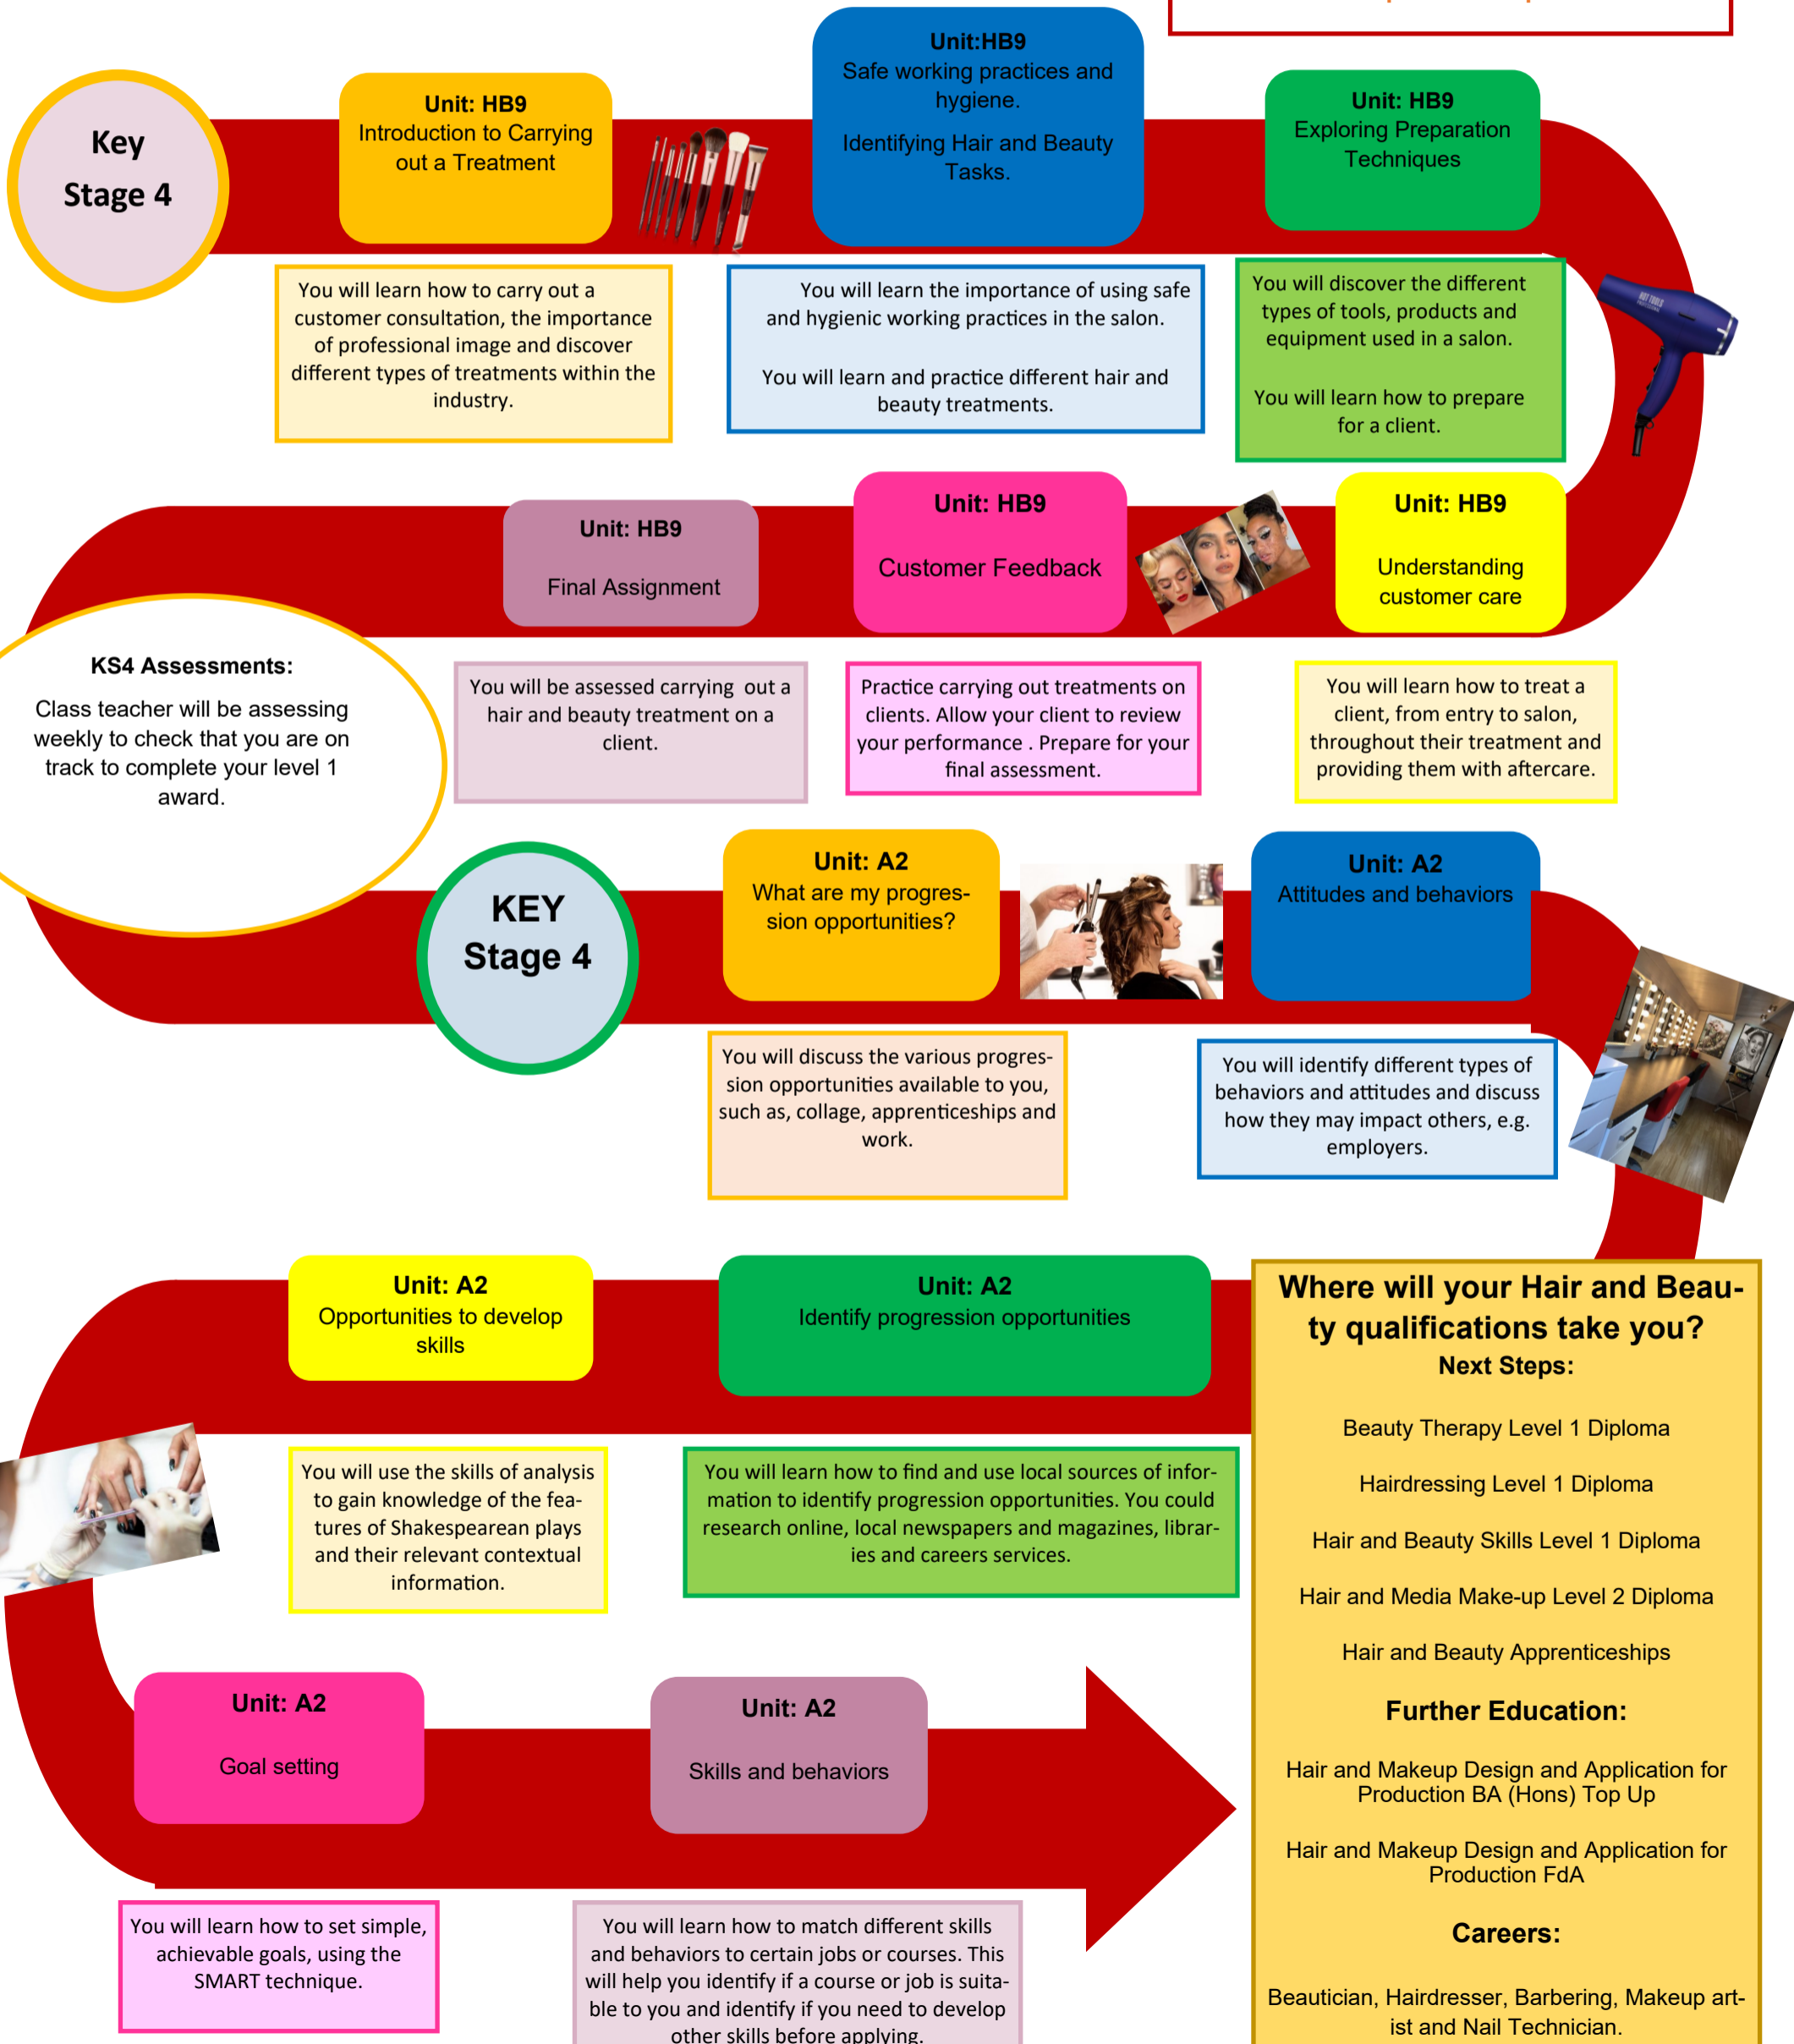 Key
Stage 4
Unit: HB9
Introduction to Carrying
out a Treatment
Unit:HB9
Safe working practices and
hygiene.
Identifying Hair and Beauty
Tasks.
Unit: HB9
Exploring Preparation
Techniques
You will learn how to carry out a
customer consultation, the importance
of professional image and discover
different types of treatments within the
industry.
You will learn the importance of using safe
and hygienic working practices in the salon.
You will learn and practice different hair and
beauty treatments.
You will discover the different
types of tools, products and
equipment used in a salon.
You will learn how to prepare
for a client.
HOT TOOLS
Unit: HB9
Understanding
customer care
Unit: HB9
Customer Feedback
Unit: HB9
Final Assignment
You will learn how to treat a
client, from entry to salon,
throughout their treatment and
providing them with aftercare.
Practice carrying out treatments on
clients. Allow your client to review
your performance . Prepare for your
final assessment.
You will be assessed carrying  out a
hair and beauty treatment on a
client.
KS4 Assessments:
Class teacher will be assessing
weekly to check that you are on
track to complete your level 1
award.
KEY
Stage 4
Unit: A2
What are my progres-
sion opportunities?
Unit: A2
Attitudes and behaviors
You will discuss the various progres-
sion opportunities available to you,
such as, collage, apprenticeships and
work.
You will identify different types of
behaviors and attitudes and discuss
how they may impact others, e.g.
employers.
Unit: A2
Identify progression opportunities
Unit: A2
Opportunities to develop
skills
You will learn how to find and use local sources of infor-
mation to identify progression opportunities. You could
research online, local newspapers and magazines, librar-
ies and careers services.
You will use the skills of analysis
to gain knowledge of the fea-
tures of Shakespearean plays
and their relevant contextual
information.
Unit: A2
Goal setting
Unit: A2
Skills and behaviors
You will learn how to set simple,
achievable goals, using the
SMART technique.
You will learn how to match different skills
and behaviors to certain jobs or courses. This
will help you identify if a course or job is suita-
ble to you and identify if you need to develop
other skills before applying.
Where will your Hair and Beau-
ty qualifications take you?
Next Steps:
Beauty Therapy Level 1 Diploma
Hairdressing Level 1 Diploma
Hair and Beauty Skills Level 1 Diploma
Hair and Media Make-up Level 2 Diploma
Hair and Beauty Apprenticeships
Further Education:
Hair and Makeup Design and Application for
Production BA (Hons) Top Up
Hair and Makeup Design and Application for
Production FdA
Careers:
Beautician, Hairdresser, Barbering, Makeup art-
ist and Nail Technician.